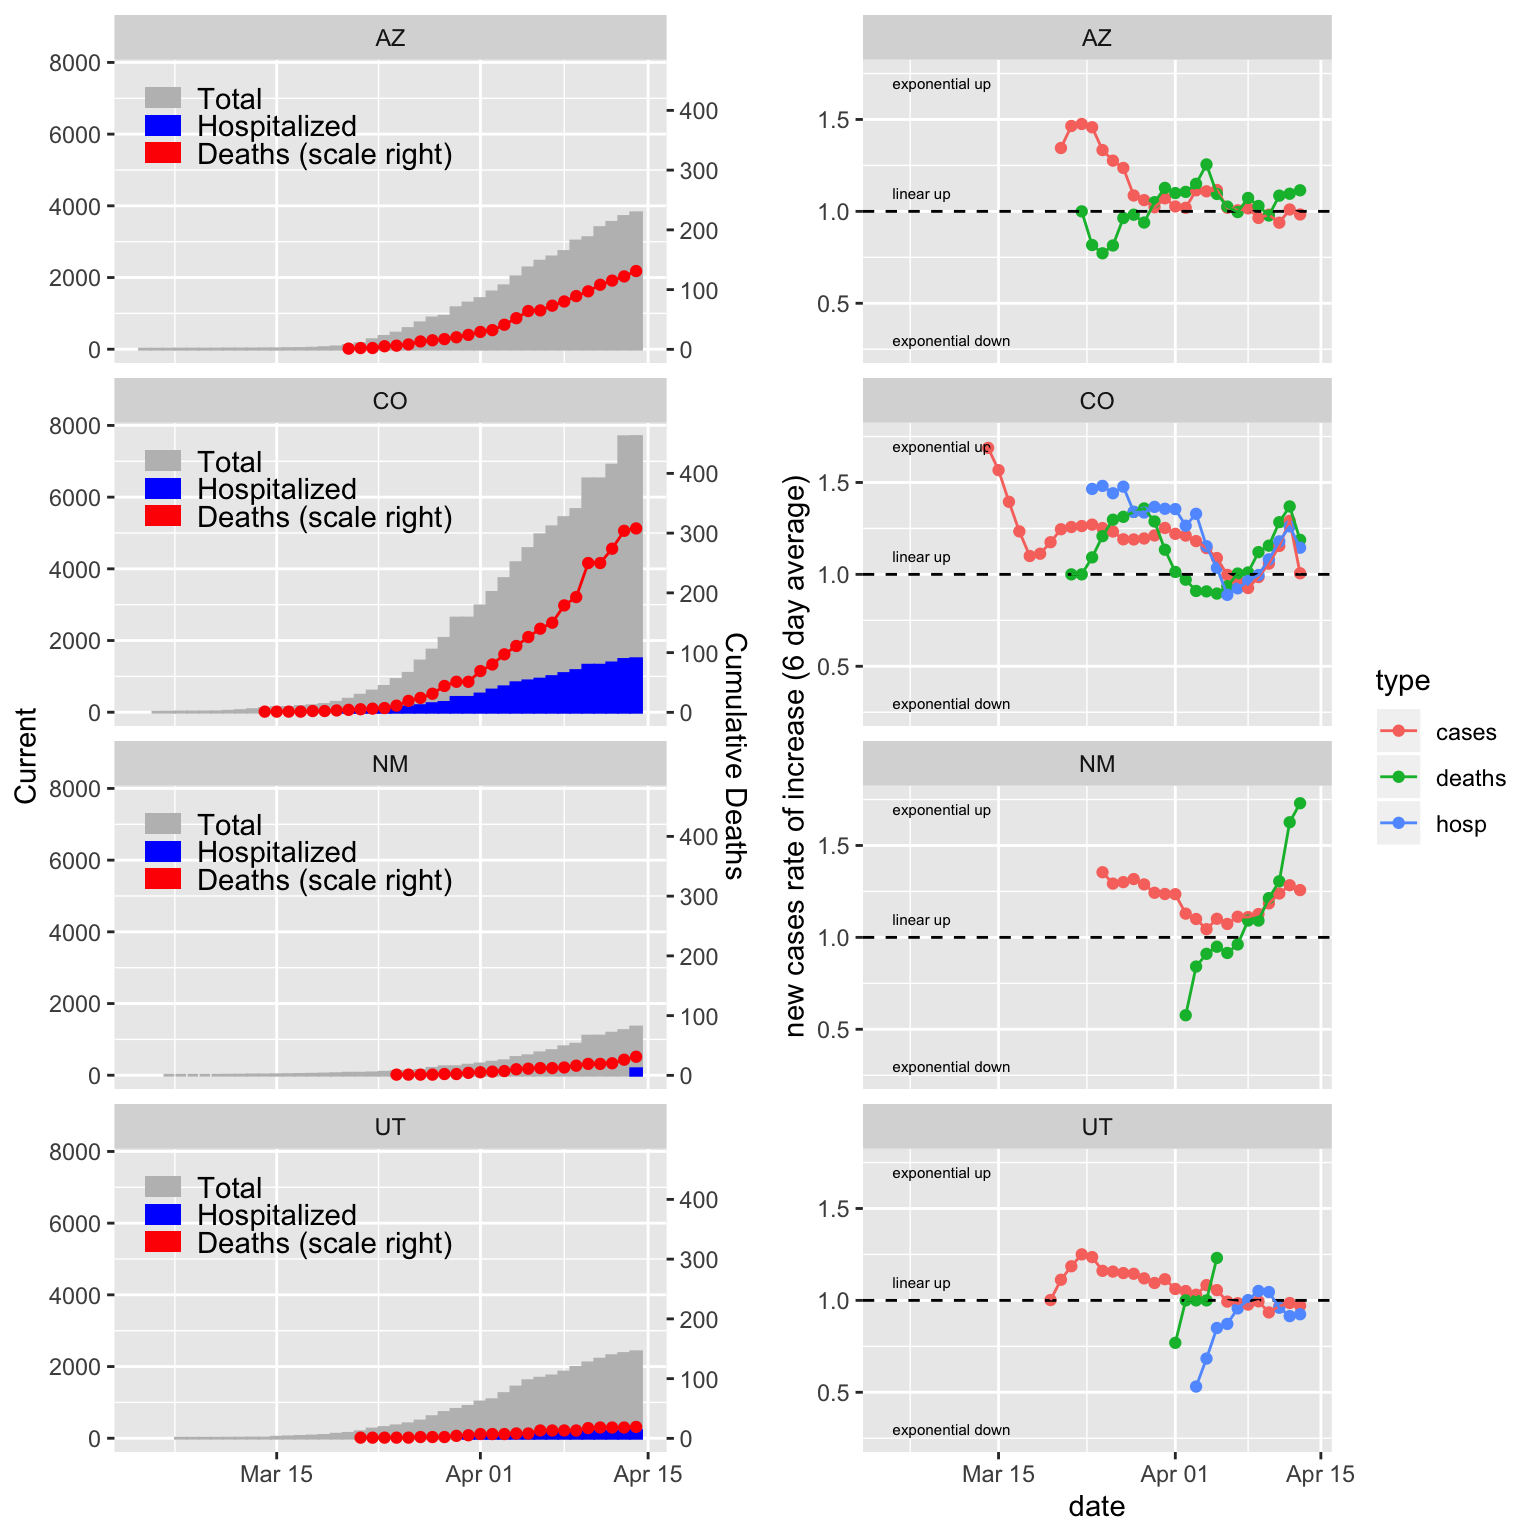 AZ
8000
6000
4000
2000
0
Total
Hospitalized
Deaths (scale right)
400
300
200
100
0
CO
8000
6000
4000
2000
0
Total
Hospitalized
Deaths (scale right)
400
300
200
100
0
NM
8000
6000
4000
2000
0
Total
Hospitalized
Deaths (scale right)
400
300
200
100
0
UT
8000
6000
4000
2000
0
Total
Hospitalized
Deaths (scale right)
400
300
200
100
0
Mar 15
Apr 01
Apr 15
Current
Cumulative Deaths
AZ
1.5
1.0
0.5
exponential up
linear up
exponential down
CO
1.5
1.0
0.5
exponential up
linear up
exponential down
NM
1.5
1.0
0.5
exponential up
linear up
exponential down
UT
1.5
1.0
0.5
exponential up
linear up
exponential down
Mar 15
Apr 01
Apr 15
date
new cases rate of increase (6 day average)
type
cases
deaths
hosp